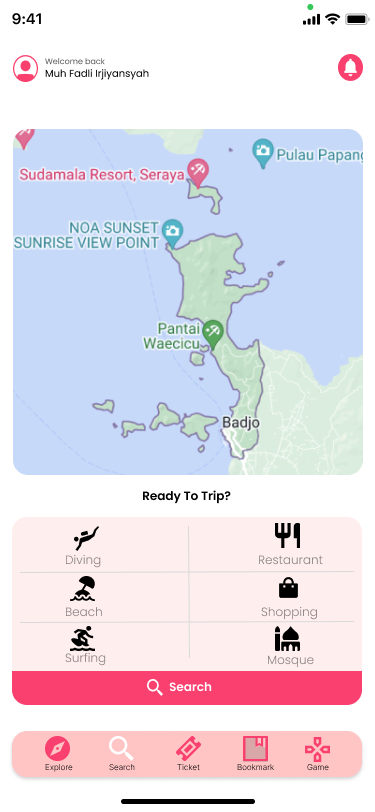 9:41
Welcome back
Muh Fadli Irjiyansyah
Sudamala Resort, Seraya
Pulau Papang
NOA SUNSET
SUNRISE VIEW POINT
Pantai
Waecicu
Badjo
Ready To Trip?
Diving
Restaurant
Beach
Shopping
Surfing
Mosque
Search
Explore
Search
Ticket
Bookmark
Game